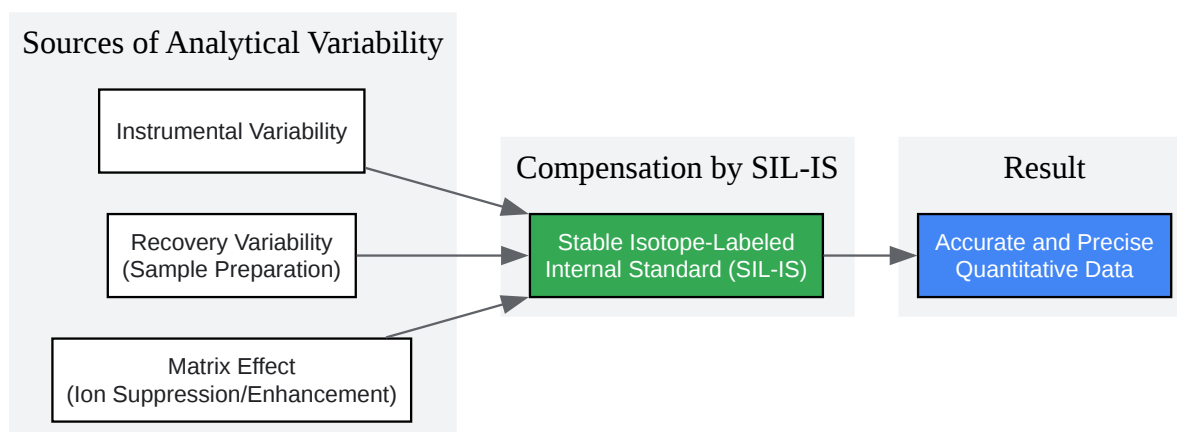 Sources of Analytical Variability
Instrumental Variability
Recovery Variability
(Sample Preparation)
Matrix Effect
(Ion Suppression/Enhancement)
Compensation by SIL-IS
Stable Isotope-Labeled
Internal Standard (SIL-IS)
Result
Accurate and Precise
Quantitative Data